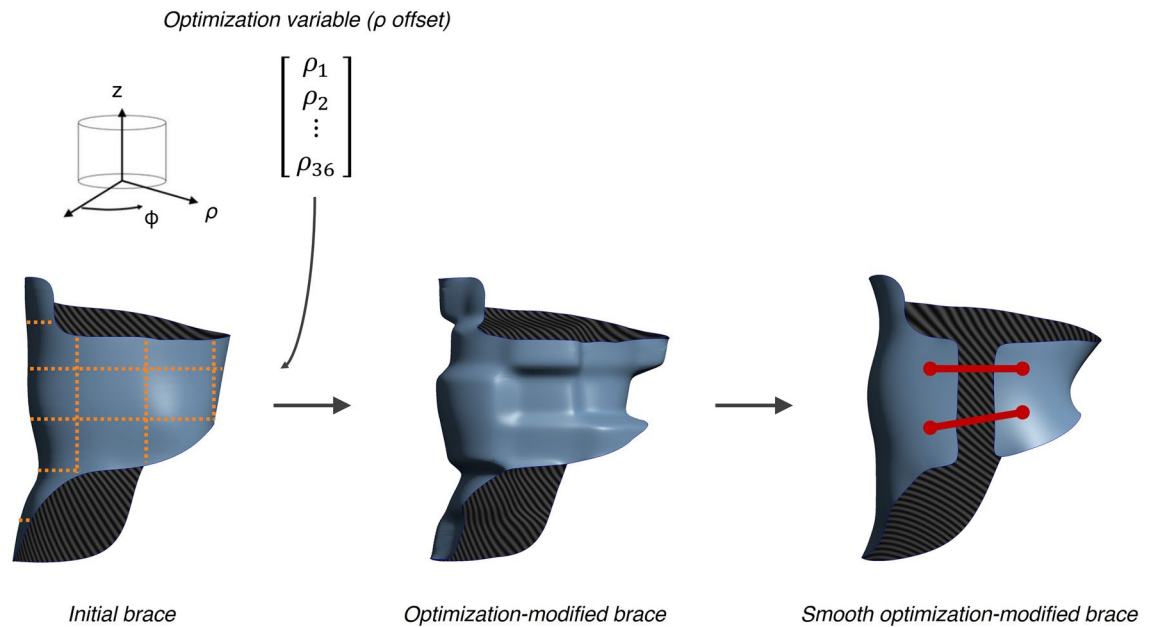 Optimization variable (ρ offset)
ρ1
ρ2
⋮
ρ36
z
ϕ
ρ
Initial brace
Optimization-modified brace
Smooth optimization-modified brace